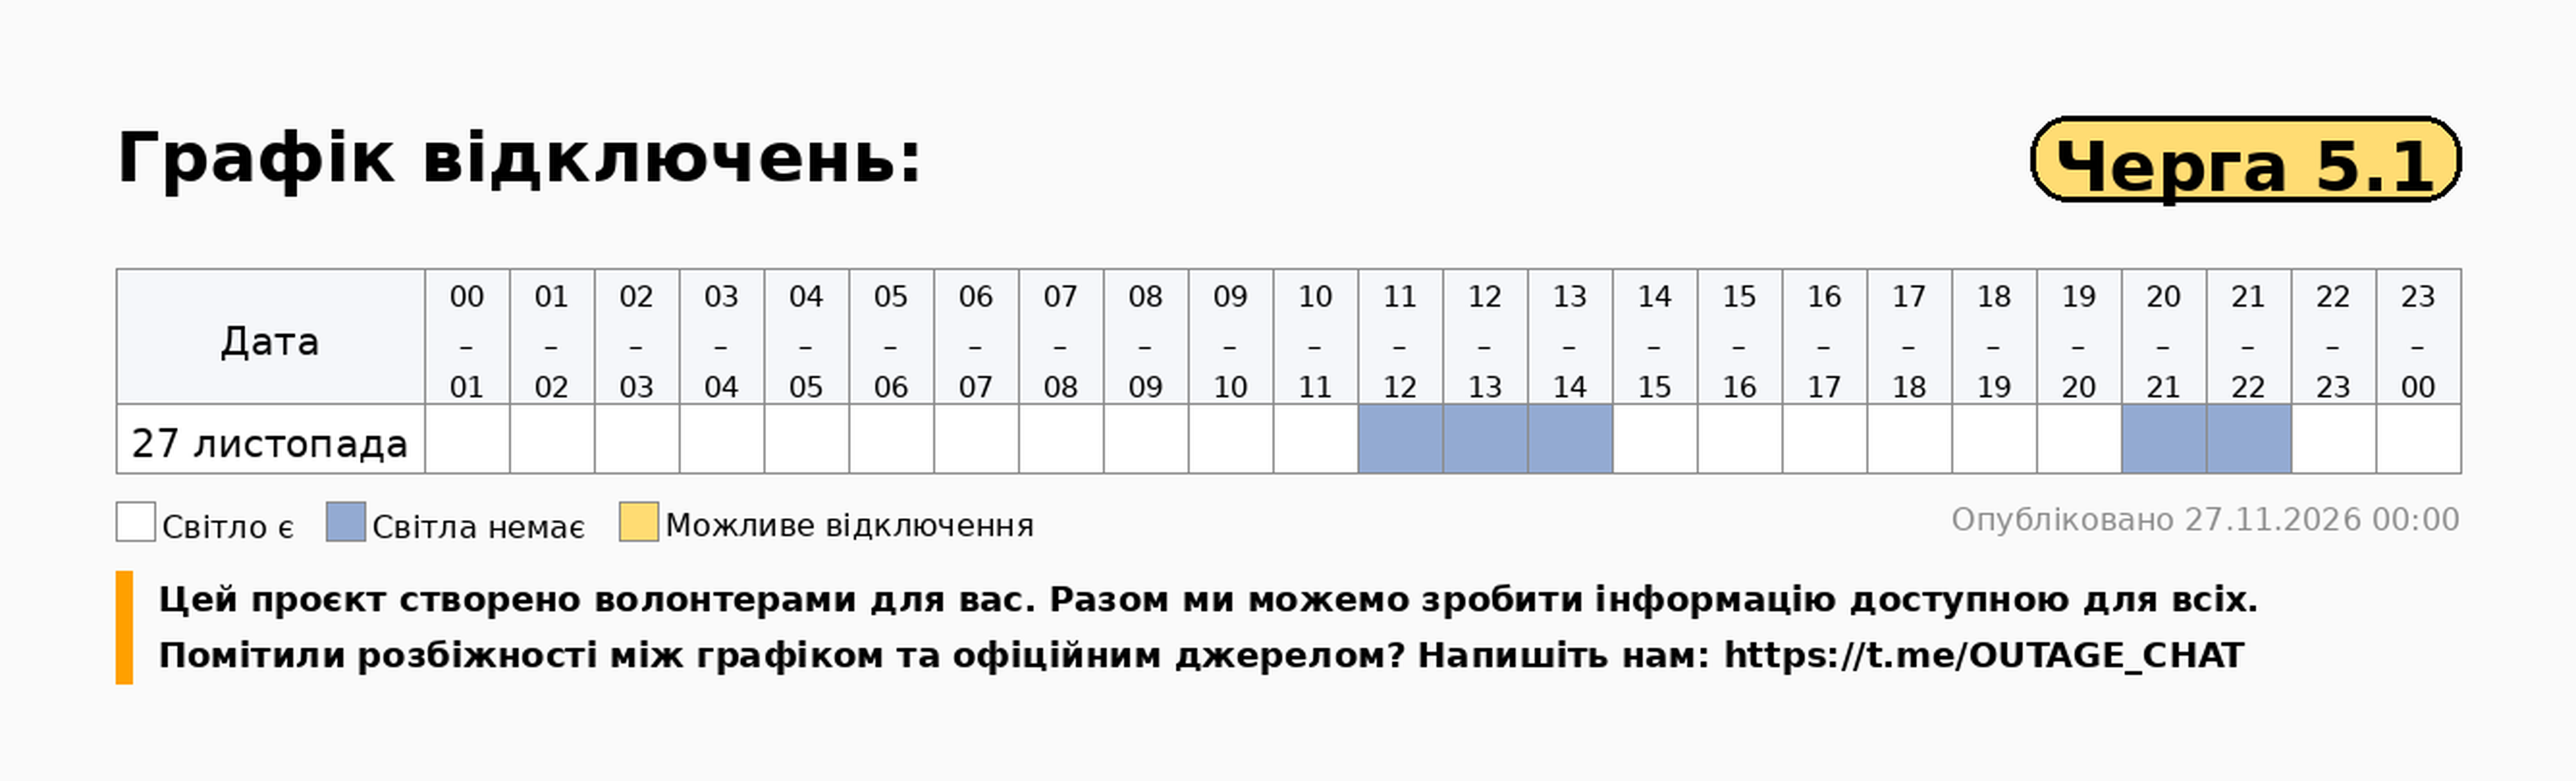 Графік відключень:
Черга 5.1
Дата 00 – 01 01 – 02 02 – 03 03 – 04 04 – 05 05 – 06 06 – 07 07 – 08 08 – 09 09 – 10 10 – 11 11 – 12 12 – 13 13 – 14 14 – 15 15 – 16 16 – 17 17 – 18 18 – 19 19 – 20 20 – 21 21 – 22 22 – 23 23 – 00
27 листопада
Світло є Світла немає Можливе відключення
Опубліковано 27.11.2026 00:00
Цей проєкт створено волонтерами для вас. Разом ми можемо зробити інформацію доступною для всіх.
Помітили розбіжності між графіком та офіційним джерелом? Напишіть нам: https://t.me/OUTAGE_CHAT